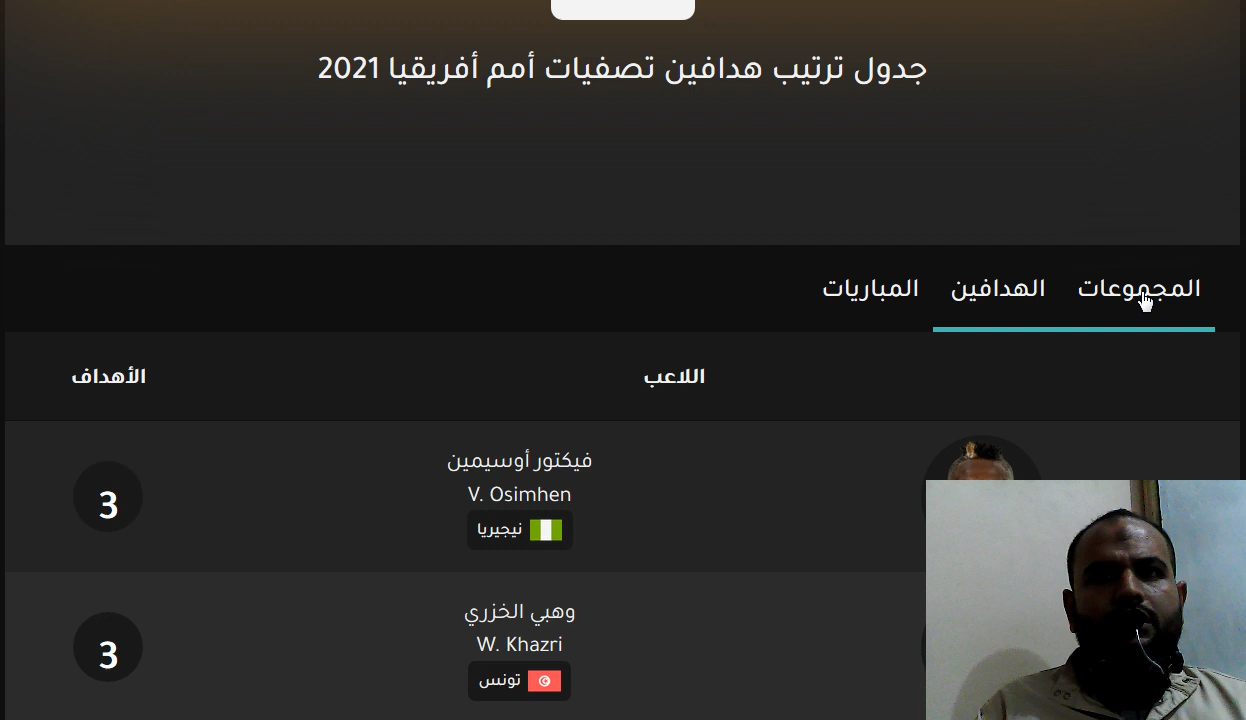 جدول ترتيب هدافين تصفيات أمم أفريقيا 2021
المجموعات الهدافين المباريات
اللاعب الأهداف
فيكتور أوسيمين
V. Osimhen
نيجيريا
3
وهبي الخزري
W. Khazri
تونس
3